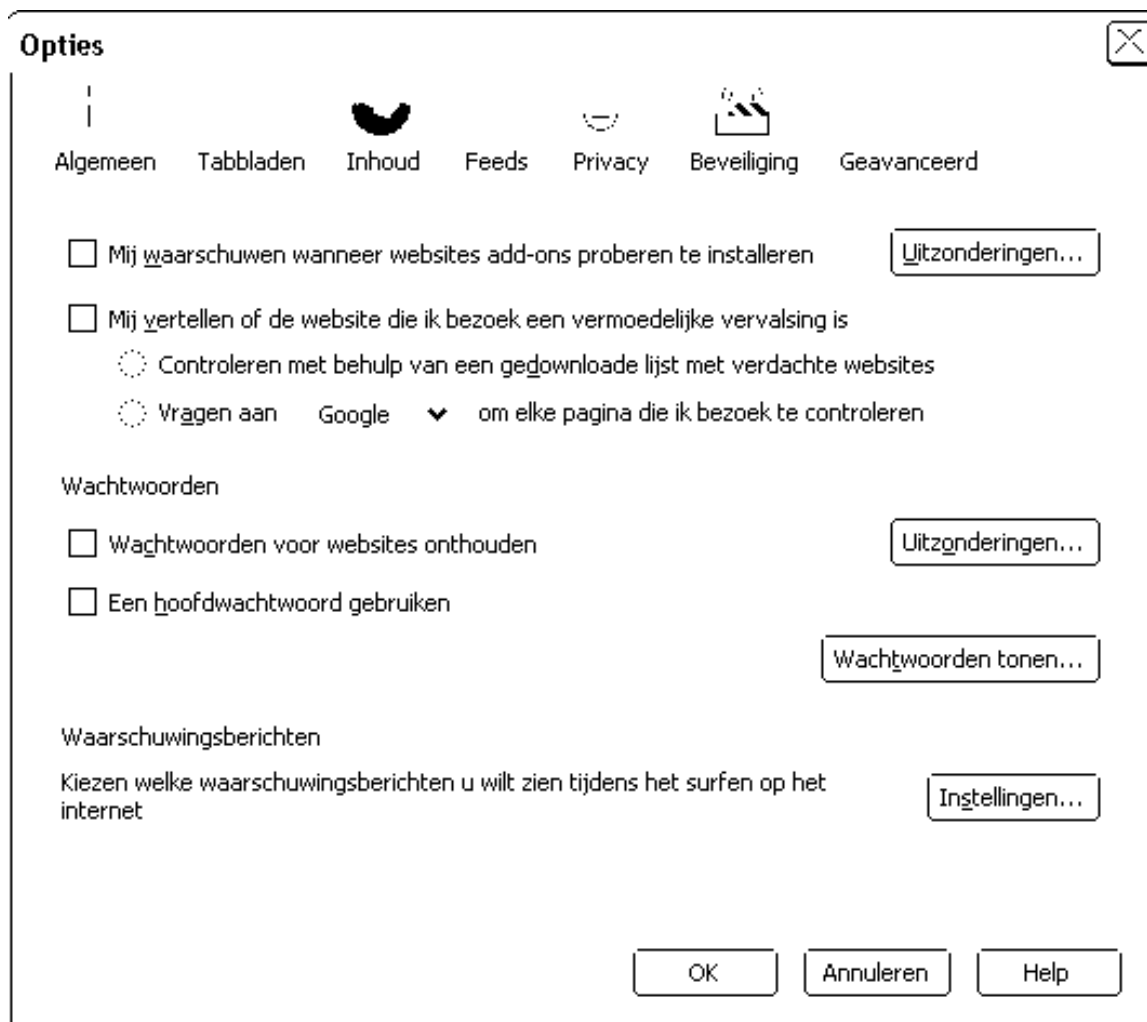 Opties
Algemeen Tabbladen Inhoud Feeds Privacy Beveiliging Geavanceerd
Mij waarschuwen wanneer websites add-ons proberen te installeren Uitzonderingen...
Mij vertellen of de website die ik bezoek een vermoedelijke vervalsing is
Controleren met behulp van een gedownloade lijst met verdachte websites
Vragen aan Google om elke pagina die ik bezoek te controleren
Wachtwoorden
Wachtwoorden voor websites onthouden Uitzonderingen...
Een hoofdwachtwoord gebruiken
Wachtwoorden tonen...
Waarschuwingsberichten
Kiezen welke waarschuwingsberichten u wilt zien tijdens het surfen op het
internet
Instellingen...
OK Annuleren Help